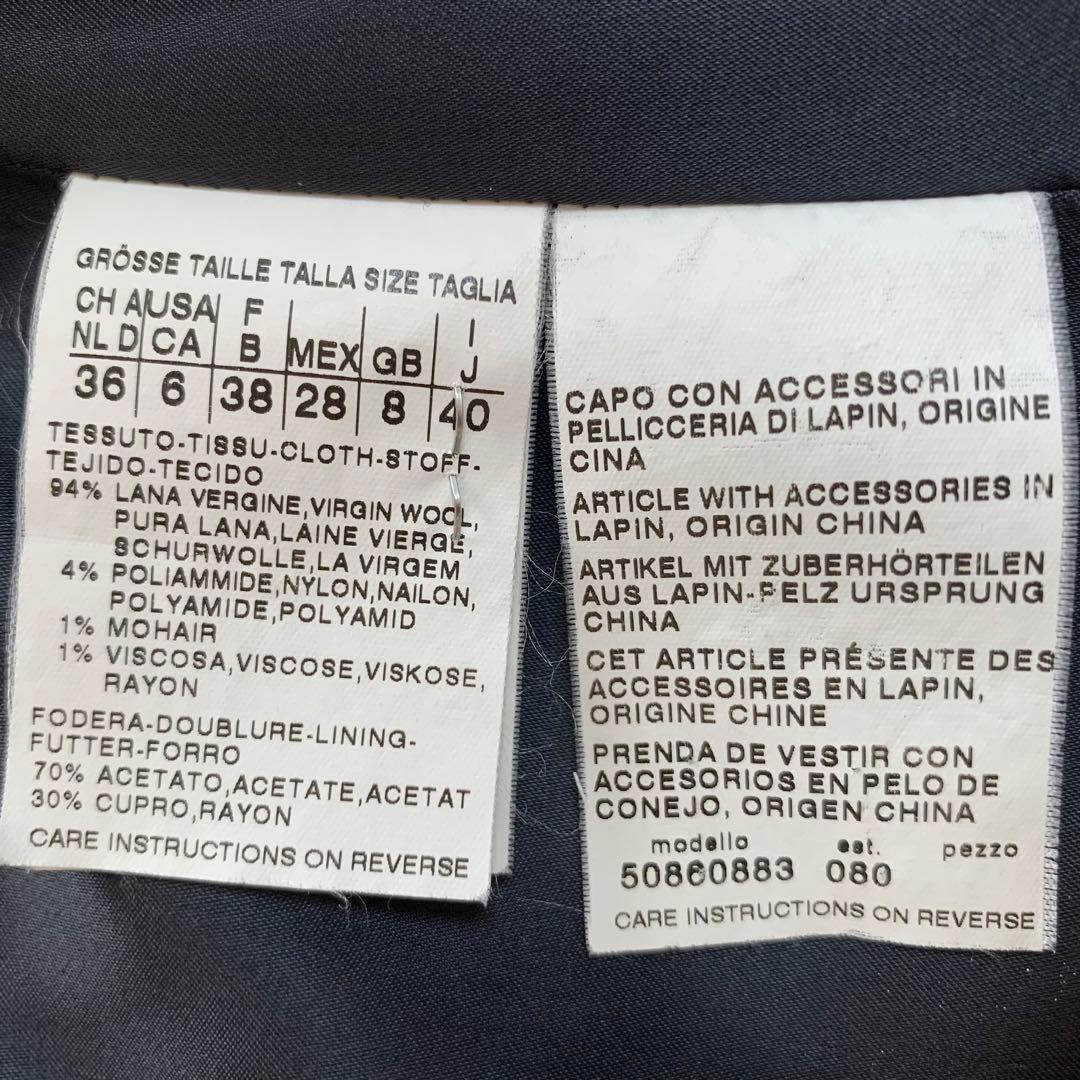 GRÖSSE TAILLE TALLA SIZE TAGLIA
CH A USA F I
NL D CA B MEX GB J
36 6 38 28 8 40
TESSUTO-TISSU-CLOTH-STOFF-
TEJIDO-TECIDO
94% LANA VERGINE,VIRGIN WOOL,
PURA LANA,LAINE VIERGE,
SCHURWOLLE,LA VIRGEM
4% POLIAMMIDE,NYLON,NAILON,
POLYAMIDE,POLYAMID
1% MOHAIR
1% VISCOSA,VISCOSE,VISKOSE,
RAYON
FODERA-DOUBLURE-LINING-
FUTTER-FORRO
70% ACETATO,ACETATE,ACETAT
30% CUPRO,RAYON
CARE INSTRUCTIONS ON REVERSE
CAPO CON ACCESSORI IN
PELLICCERIA DI LAPIN, ORIGINE
CINA
ARTICLE WITH ACCESSORIES IN
LAPIN, ORIGIN CHINA
ARTIKEL MIT ZUBERHÖRTEILEN
AUS LAPIN-PELZ URSPRUNG
CHINA
CET ARTICLE PRÉSENTE DES
ACCESSOIRES EN LAPIN,
ORIGINE CHINE
PRENDA DE VESTIR CON
ACCESORIOS EN PELO DE
CONEJO, ORIGEN CHINA
modello est. pezzo
50860883 080
CARE INSTRUCTIONS ON REVERSE